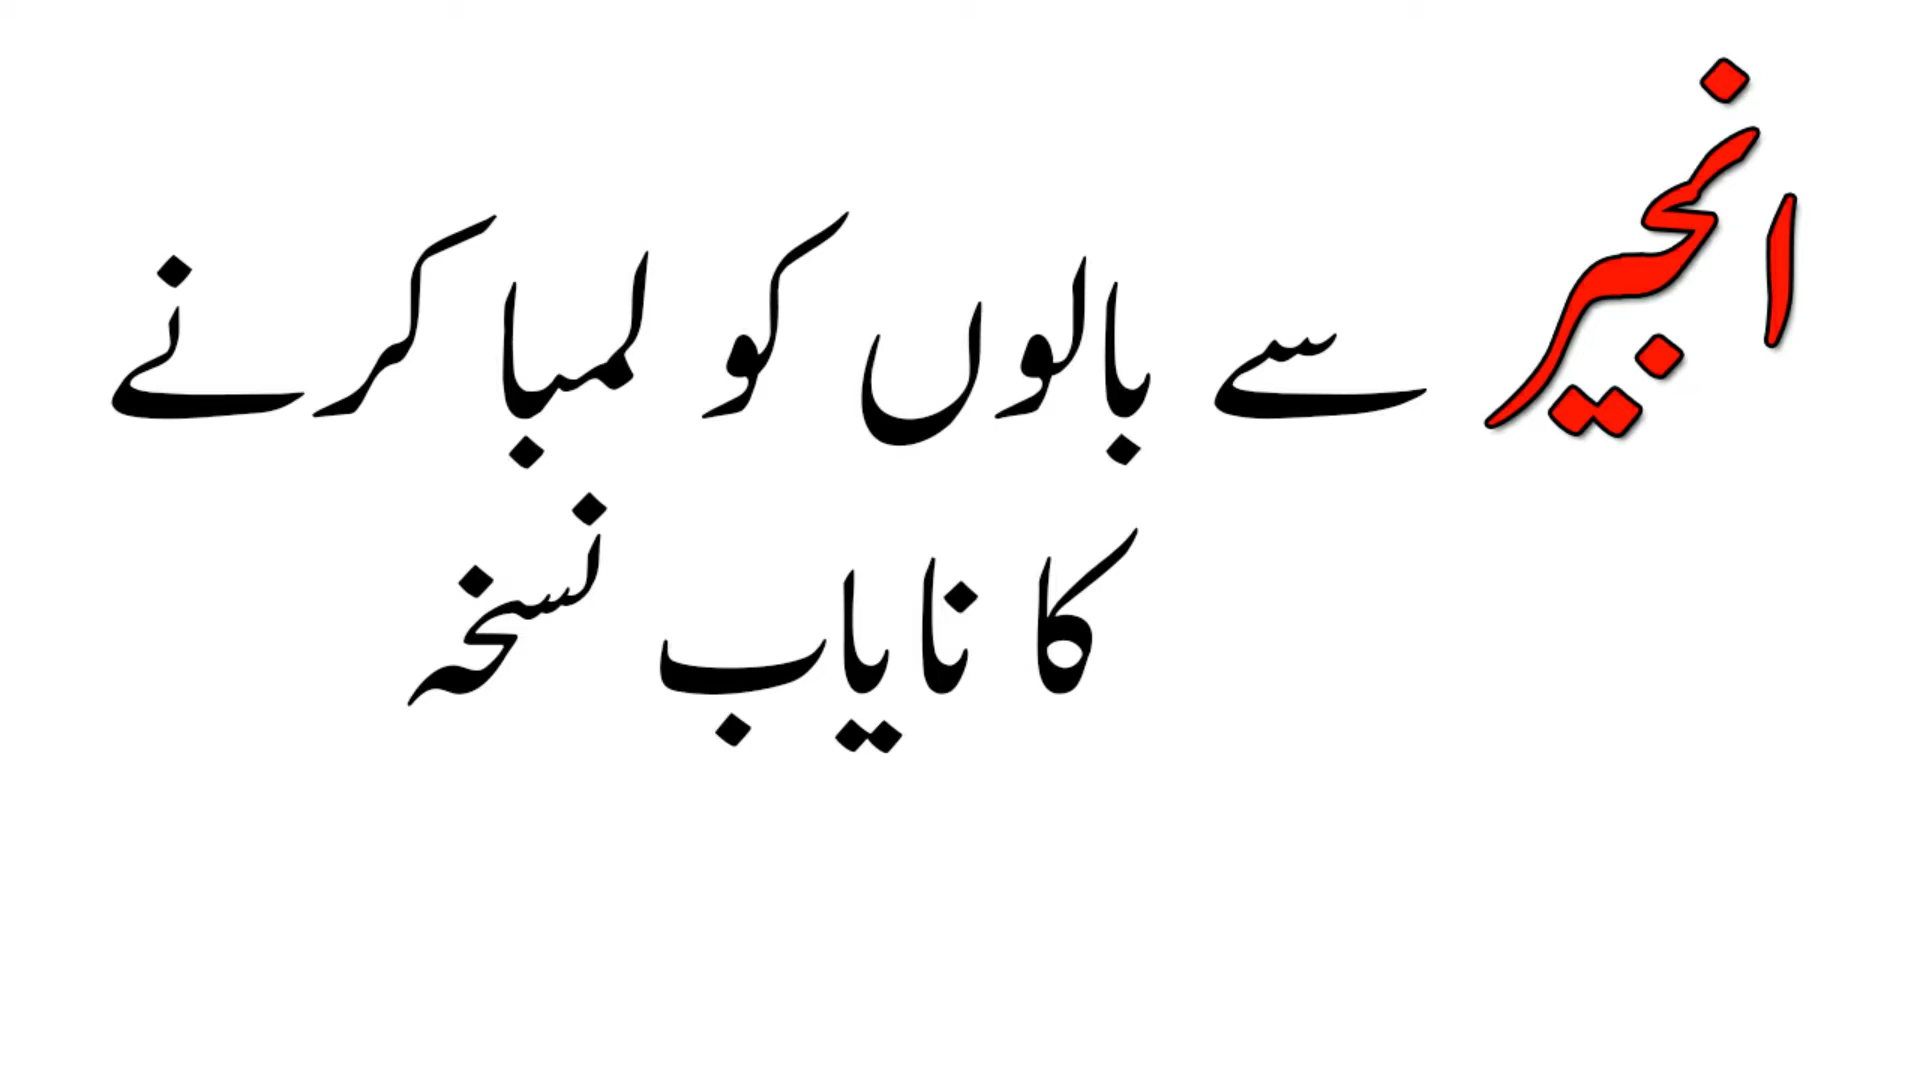 انجیر سے بالوں کو لمبا کرنے
کا نایاب نسخہ